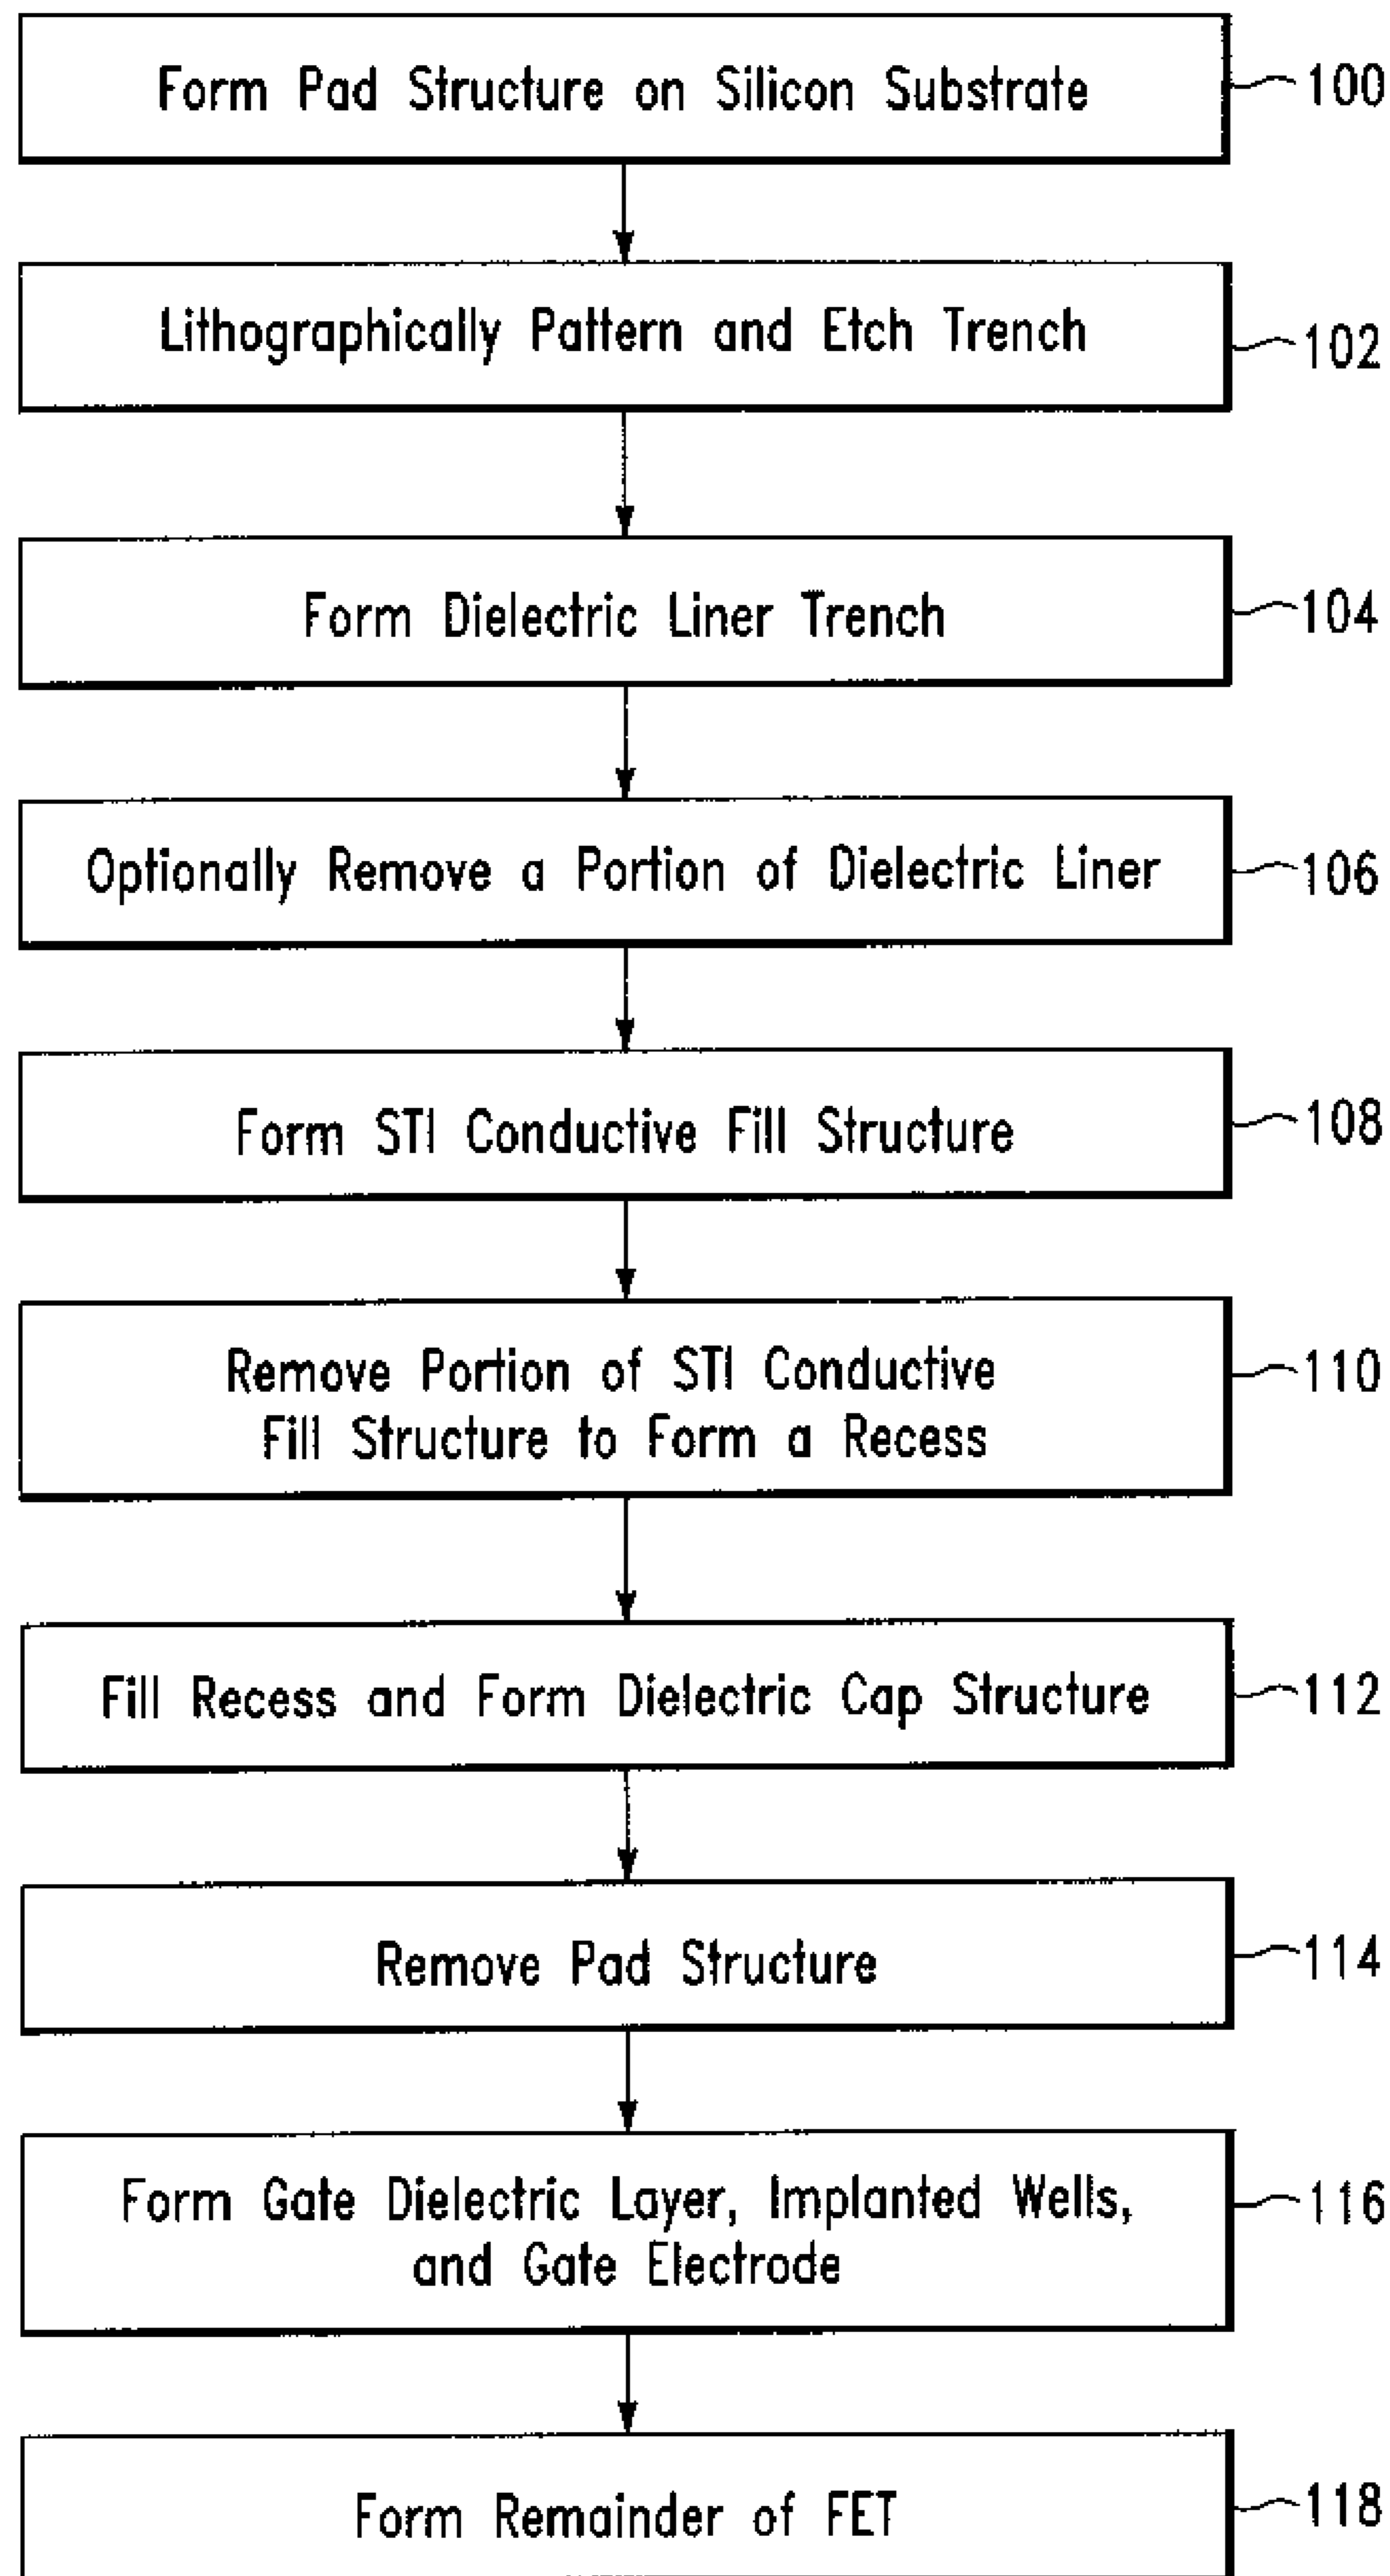 Form Pad Structure on Silicon Substrate
100
Lithographically Pattern and Etch Trench
102
Form Dielectric Liner Trench
104
Optionally Remove a Portion of Dielectric Liner
106
Form STI Conductive Fill Structure
108
Remove Portion of STI Conductive
Fill Structure to Form a Recess
110
Fill Recess and Form Dielectric Cap Structure
112
Remove Pad Structure
114
Form Gate Dielectric Layer, Implanted Wells,
and Gate Electrode
116
Form Remainder of FET
118